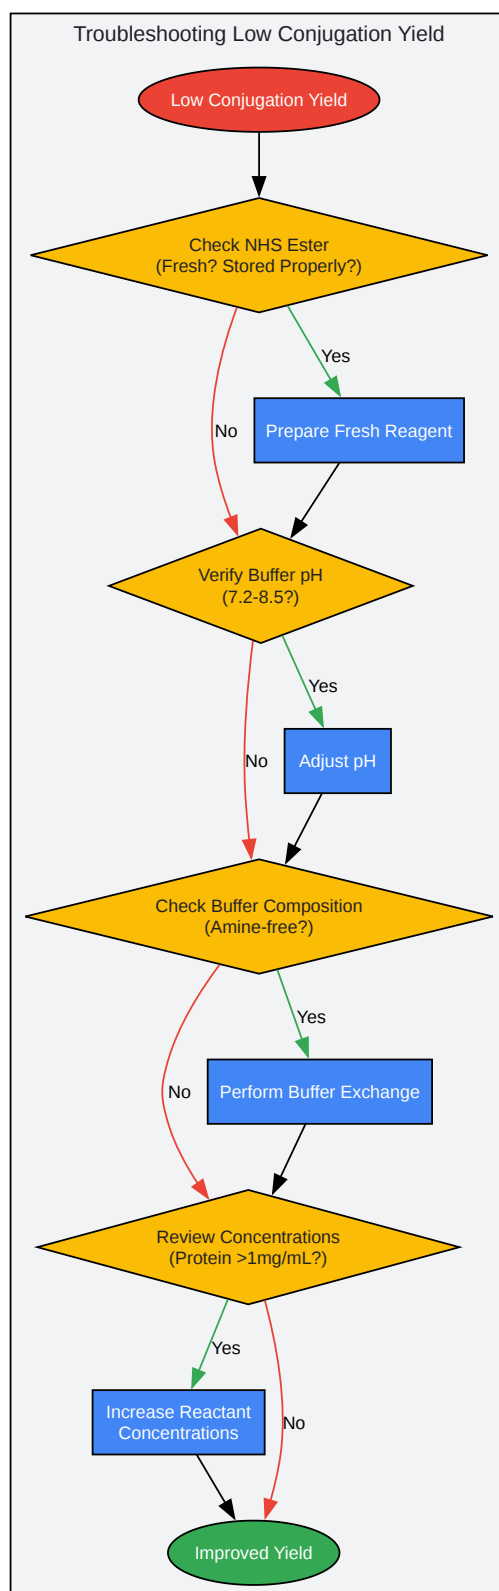 Troubleshooting Low Conjugation Yield
Low Conjugation Yield
Check NHS Ester
(Fresh? Stored Properly?)
Yes
No
Prepare Fresh Reagent
Verify Buffer pH
(7.2-8.5?)
Yes
No
Adjust pH
Check Buffer Composition
(Amine-free?)
Yes
No
Perform Buffer Exchange
Review Concentrations
(Protein >1mg/mL?)
Yes
No
Increase Reactant
Concentrations
Improved Yield